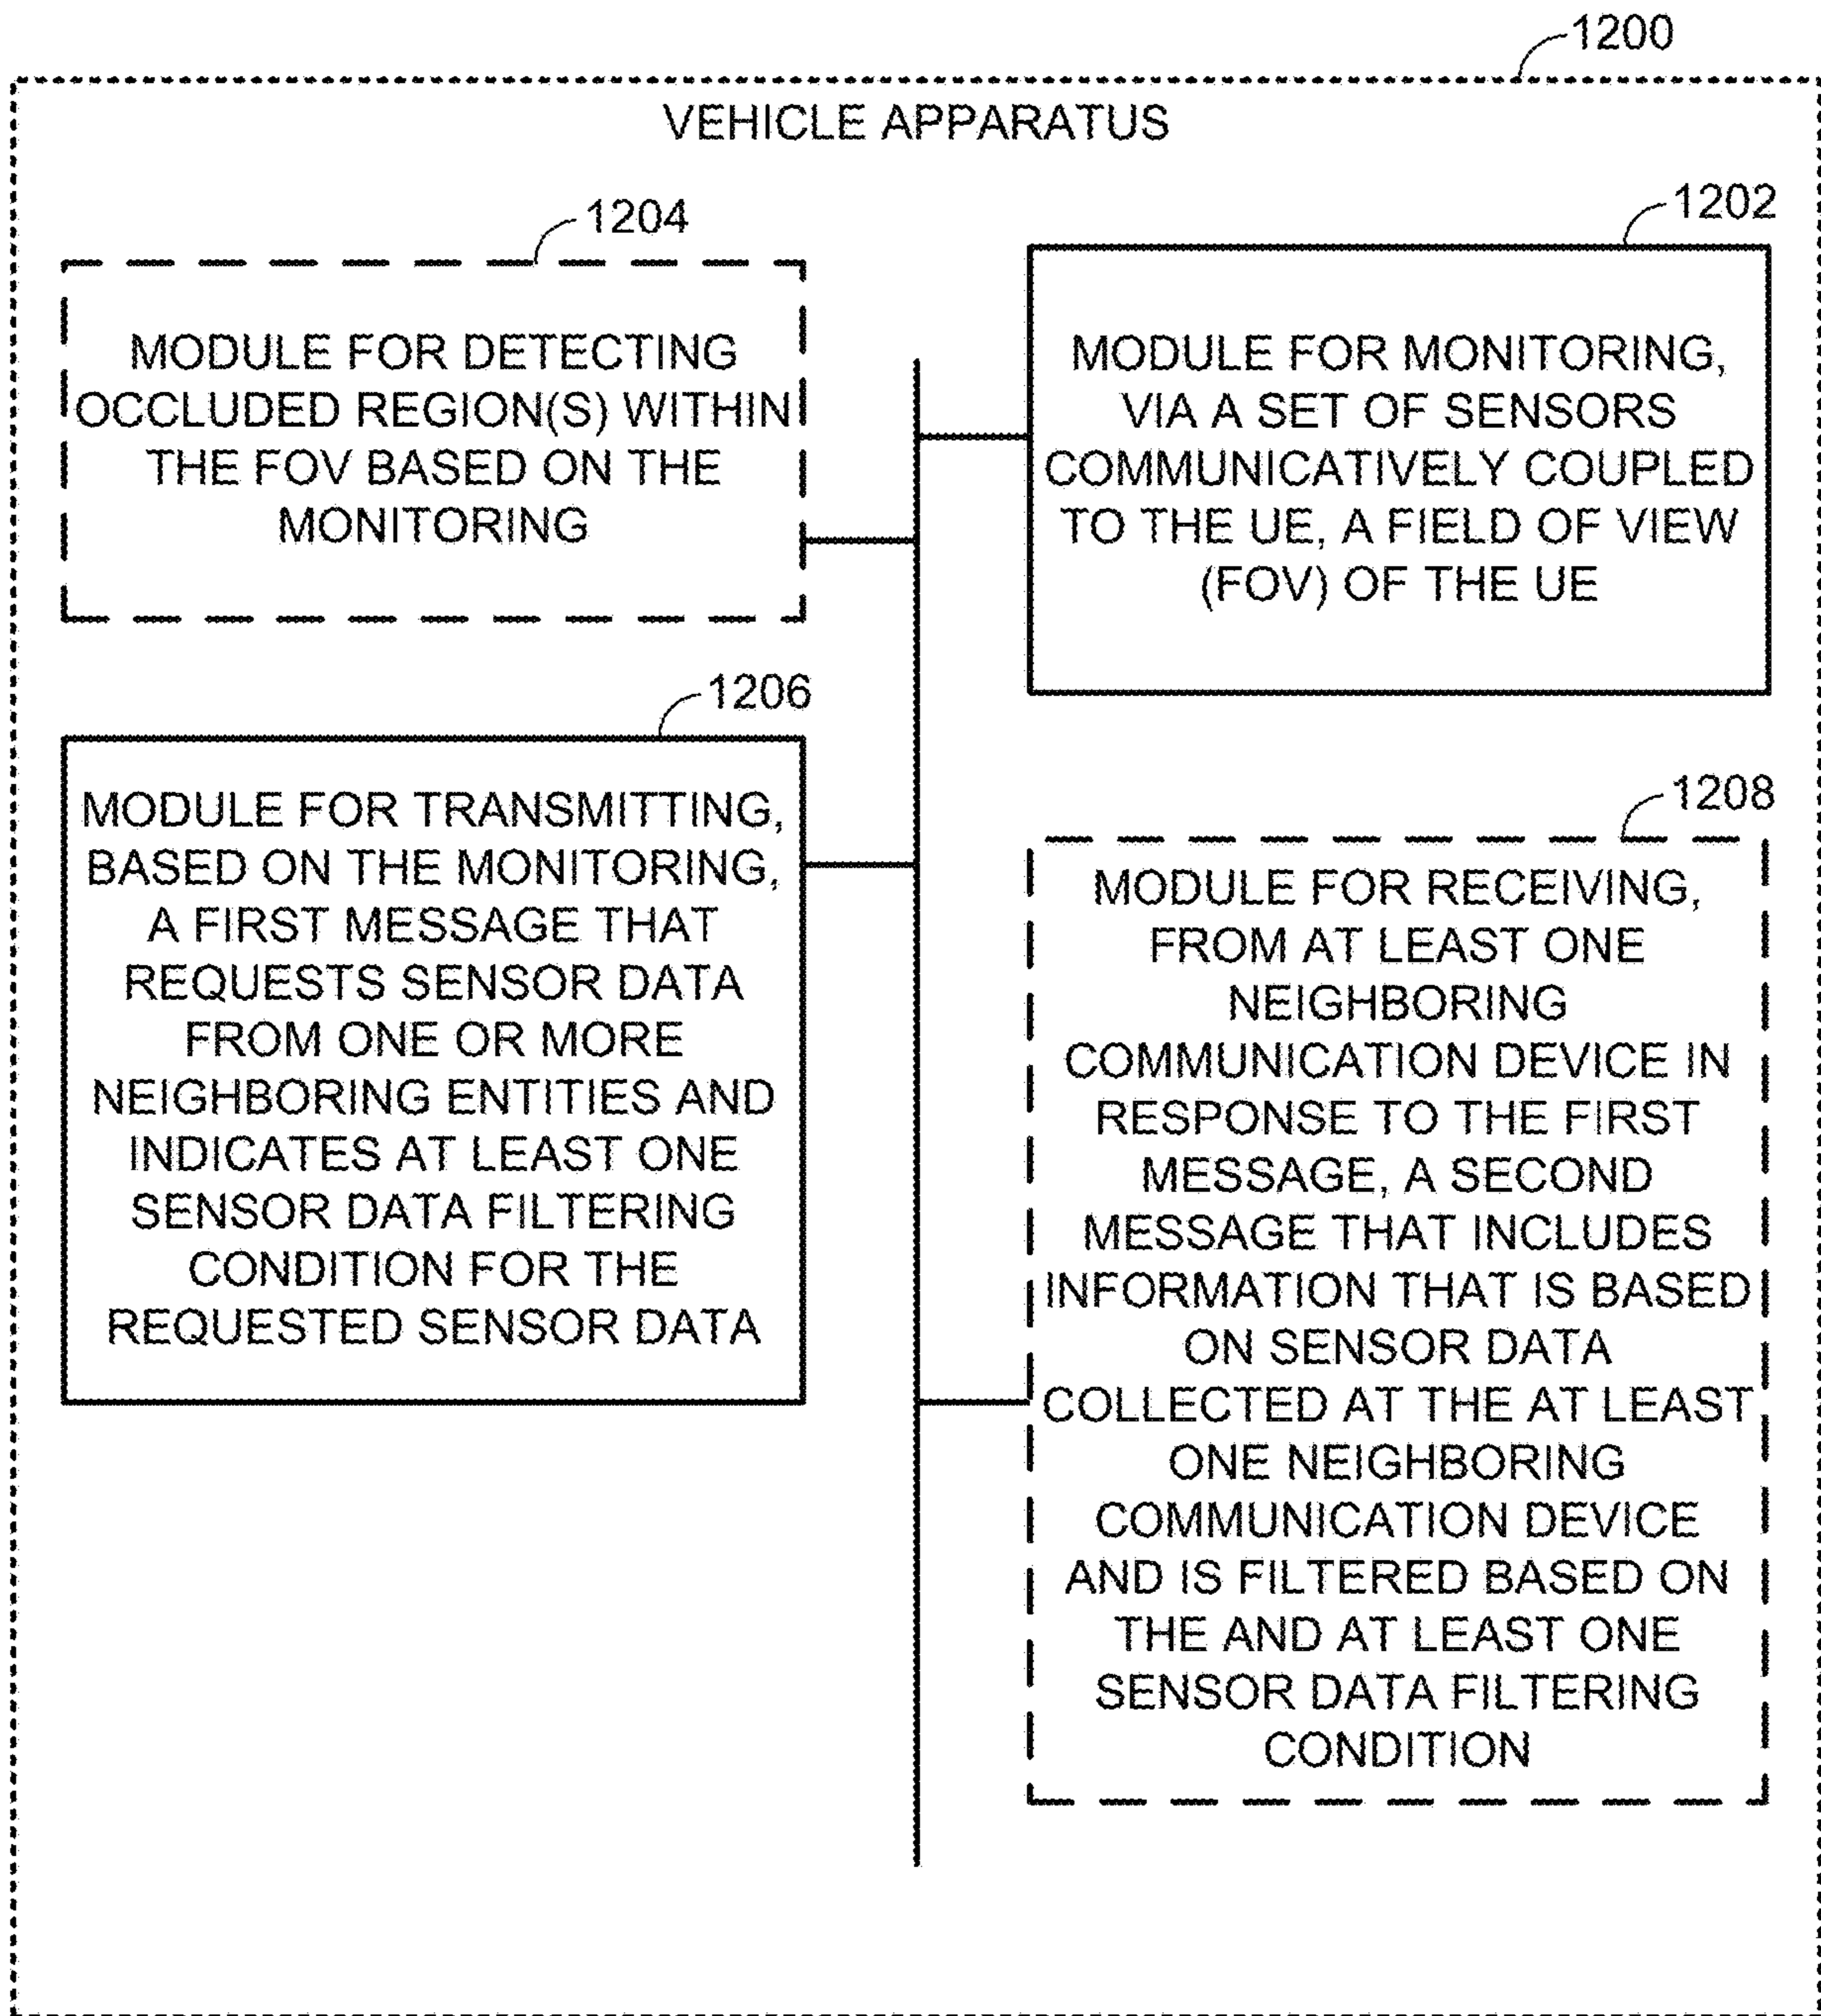 1200
VEHICLE APPARATUS
1204
MODULE FOR DETECTING
OCCLUDED REGION(S) WITHIN
THE FOV BASED ON THE
MONITORING
1202
MODULE FOR MONITORING,
VIA A SET OF SENSORS
COMMUNICATIVELY COUPLED
TO THE UE, A FIELD OF VIEW
(FOV) OF THE UE
1206
MODULE FOR TRANSMITTING,
BASED ON THE MONITORING,
A FIRST MESSAGE THAT
REQUESTS SENSOR DATA
FROM ONE OR MORE
NEIGHBORING ENTITIES AND
INDICATES AT LEAST ONE
SENSOR DATA FILTERING
CONDITION FOR THE
REQUESTED SENSOR DATA
1208
MODULE FOR RECEIVING,
FROM AT LEAST ONE
NEIGHBORING
COMMUNICATION DEVICE IN
RESPONSE TO THE FIRST
MESSAGE, A SECOND
MESSAGE THAT INCLUDES
INFORMATION THAT IS BASED
ON SENSOR DATA
COLLECTED AT THE AT LEAST
ONE NEIGHBORING
COMMUNICATION DEVICE
AND IS FILTERED BASED ON
THE AND AT LEAST ONE
SENSOR DATA FILTERING
CONDITION